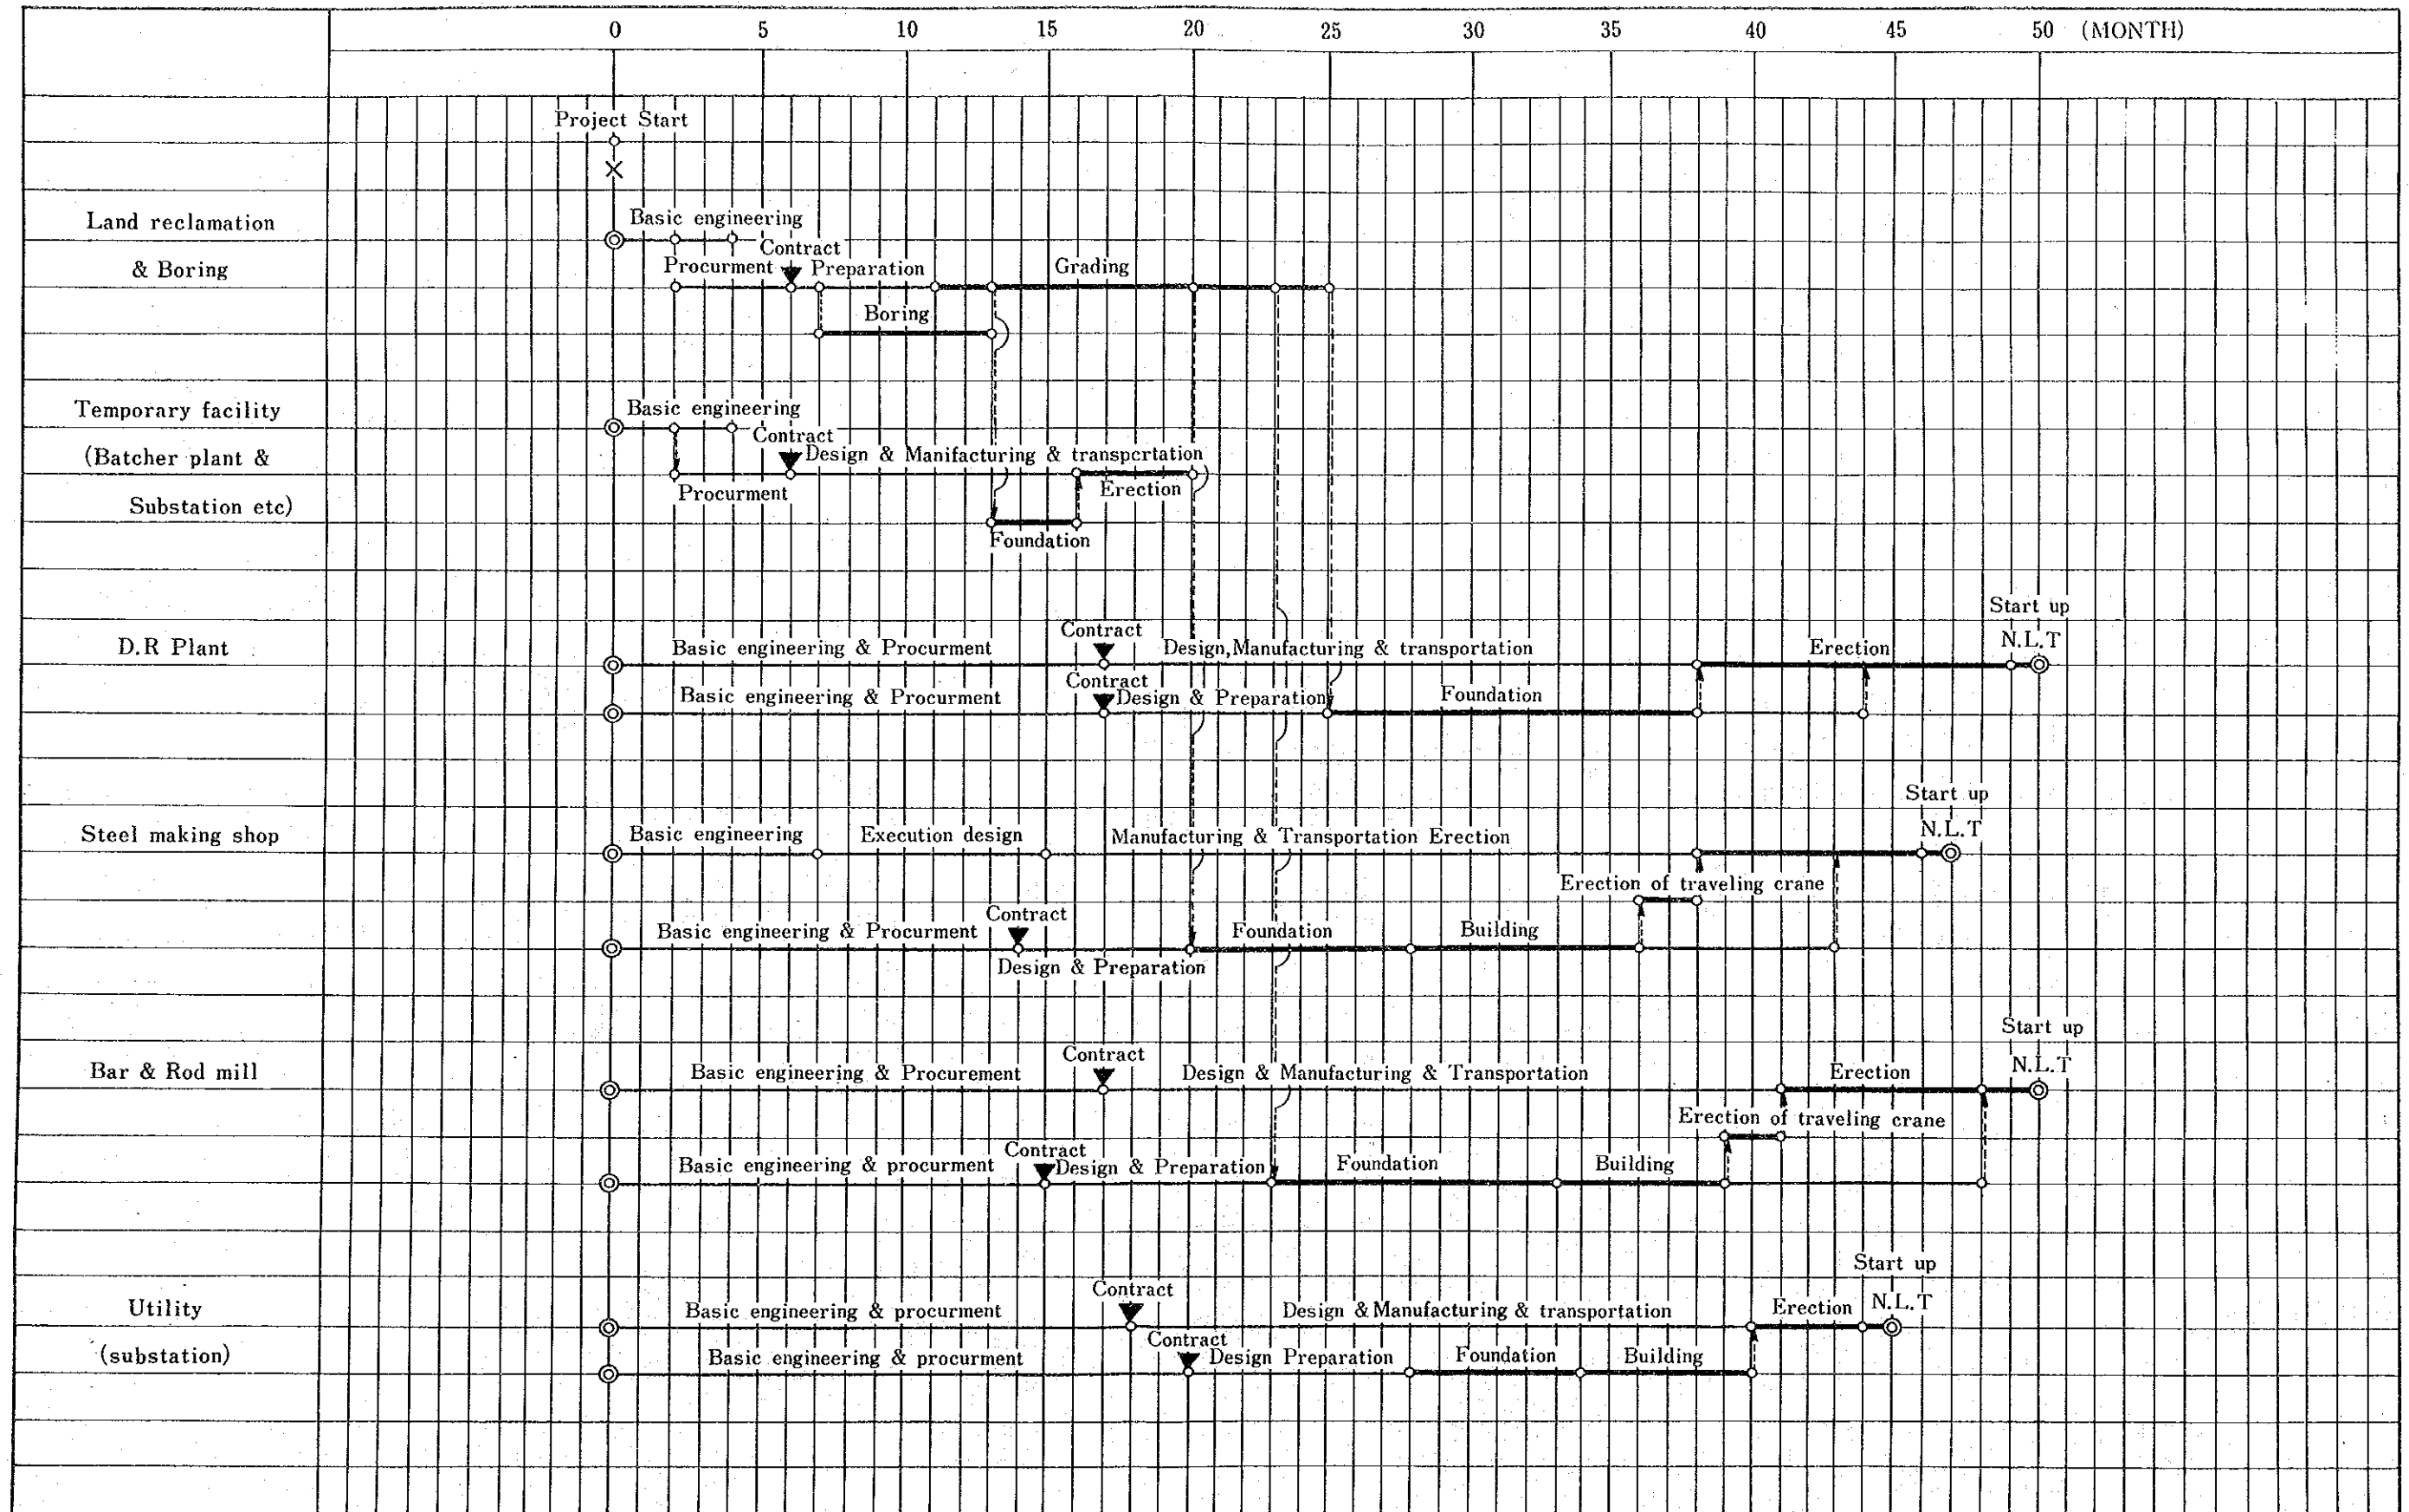 0 5 10 15 20 25 30 35 40 45 50 (MONTH)
Project Start
Land reclamation
& Boring
Basic engineering
Contract
Procurment
Preparation
Grading
Boring
Temporary facility
(Batcher plant &
Substation etc)
Basic engineering
Contract
Design & Manifacturing & transpcrtation
Procurment
Erection
Foundation
D.R Plant
Start up
N.L.T
Contract
Basic engineering & Procurment
Design,Manufacturing & transportation
Erection
Contract
Basic engineering & Procurment
Design & Preparation
Foundation
Steel making shop
Start up
N.L.T
Basic engineering
Execution design
Manufacturing & Transportation Erection
Erection of traveling crane
Contract
Basic engineering & Procurment
Foundation
Building
Design & Preparation
Bar & Rod mill
Start up
N.L.T
Contract
Basic engineering & Procurement
Design & Manufacturing & Transportation
Erection
Erection of traveling crane
Contract
Basic engineering & procurment
Design & Preparation
Foundation
Building
Utility
(substation)
Start up
N.L.T
Contract
Basic engineering & procurment
Design & Manufacturing & transportation
Erection
Contract
Basic engineering & procurment
Design Preparation
Foundation
Building